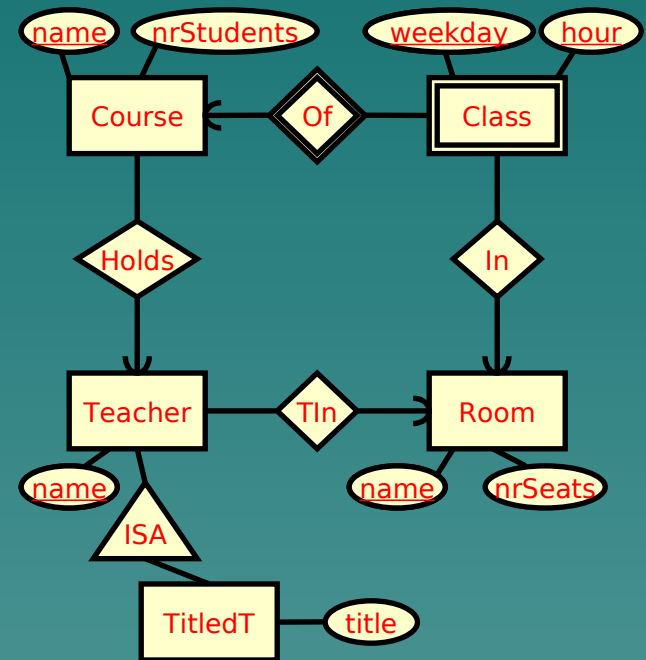 name
nrStudents
weekday
hour
Course
Of
Class
Holds
In
Teacher
TIn
Room
name
name
nrSeats
ISA
TitledT
title